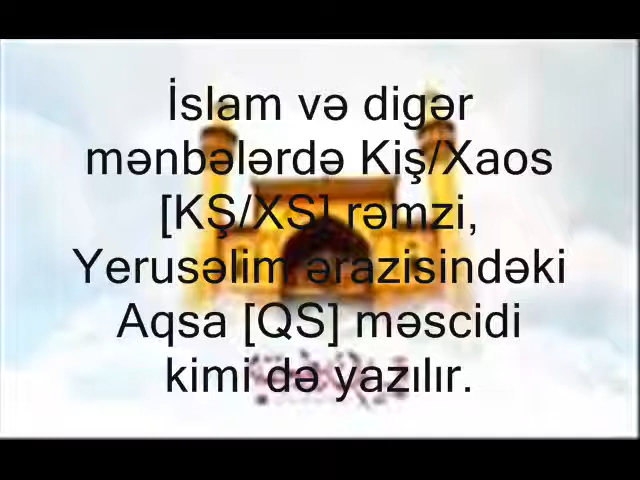 İslam və digər
mənbələrdə Kiş/Xaos
[KŞ/XS] rəmzi,
Yerusəlim ərazisindəki
Aqsa [QS] məscidi
kimi də yazılır.